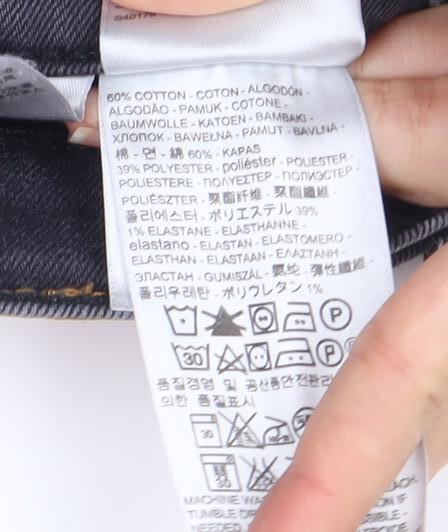 S40175
60% COTTON - COTON - ALGODÓN -
ALGODÃO - PAMUK - COTONE -
BAUMWOLLE - KATOEN - BAMBAKI -
ХЛОПОК - BAWEŁNA - PAMUT - BAVLNA -
棉 - 면 - 綿 60% - KAPAS
39% POLYESTER - poliéster - POLIESTER -
POLIESTERE - ΠΟΛΥΕΣΤΕΡ - ПОЛИЭСТЕР -
POLIÉSZTER - 聚酯纤维 - 聚酯纖維 -
폴리에스터 - ポリエステル 39%
1% ELASTANE - ELASTHANNE -
elastano - ELASTAN - ELASTOMERO -
ELASTHAN - ELASTAAN - ΕΛΑΣΤΑΝΗ -
ЭЛАСТАН - GUMISZÁL - 氨纶 - 彈性纖維 -
폴리우레탄 - ポリウレタン 1%
P
30 P
품질경영 및 공산품안전관리
의한 품질표시
30
30
MACHINE WA
TUMBLE DR
NEEDED